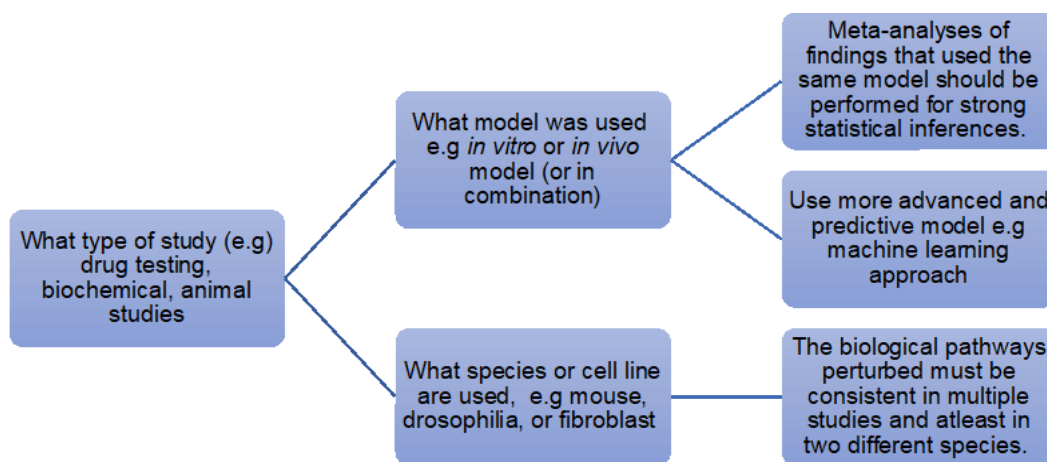 What type of study (e.g)
drug testing,
biochemical, animal
studies
What model was used
e.g in vitro or in vivo
model (or in
combination)
What species or cell line
are used, e.g mouse,
drosophilia, or fibroblast
Meta-analyses of
findings that used the
same model should be
performed for strong
statistical inferences.
Use more advanced and
predictive model e.g
machine learning
approach
The biological pathways
perturbed must be
consistent in multiple
studies and atleast in
two different species.